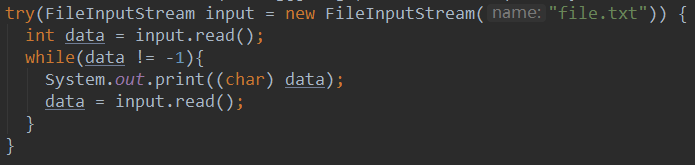 try(FileInputStream input = new FileInputStream( name: "file.txt")) {
  int data = input.read();
  while(data != -1){
    System.out.print((char) data);
    data = input.read();
  }
}